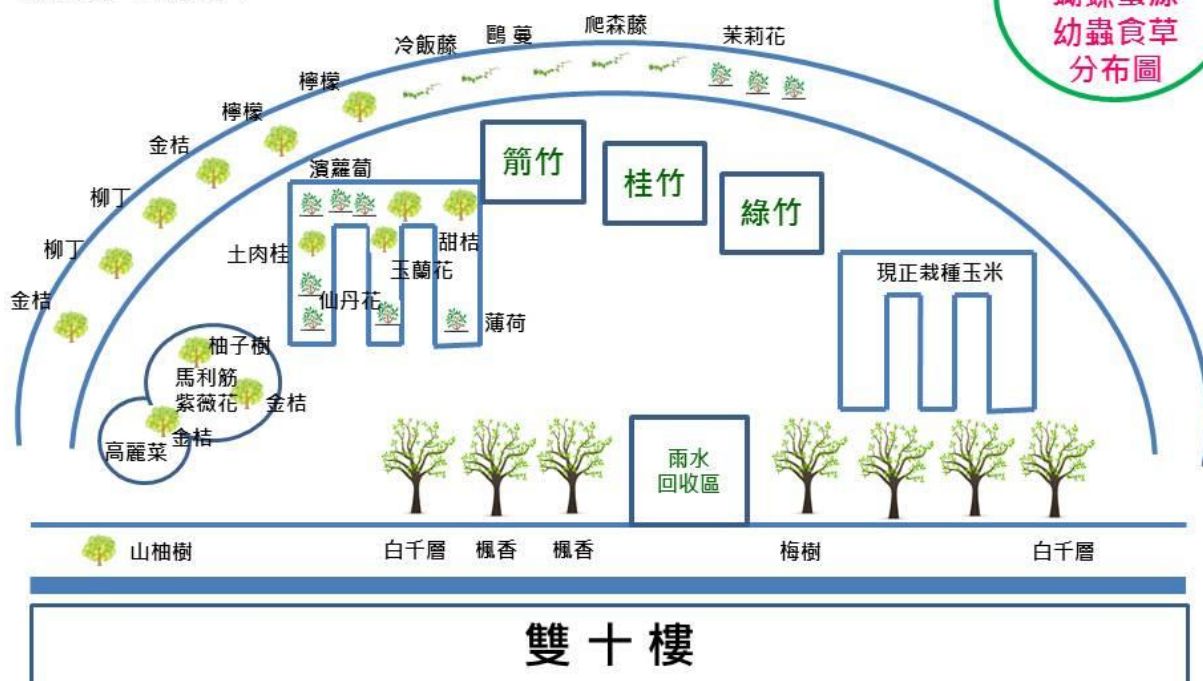 幼蟲食草
分布圖
冷飯藤
鷗蔓
爬森藤
茉莉花
檸檬
檸檬
金桔
柳丁
柳丁
金桔
濱蘿蔔
土肉桂
甜桔
玉蘭花
仙丹花
薄荷
箭竹
桂竹
綠竹
現正栽種玉米
柚子樹
馬利筋
紫薇花
金桔
金桔
高麗菜
雨水
回收區
山柚樹
白千層
楓香
楓香
梅樹
白千層
雙十樓